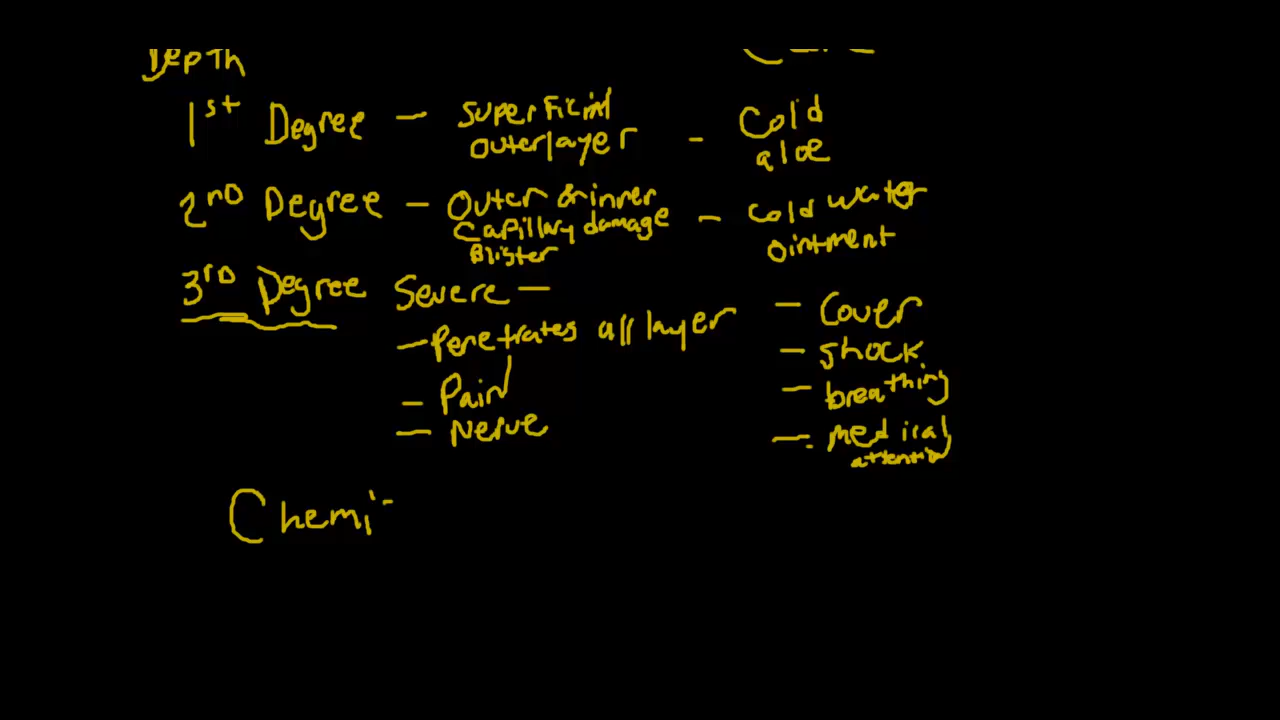 Depth
1st Degree - Superficial - Cold
outerlayer aloe
2nd Degree - Outer & inner - Cold water
Capillary damage ointment
Blister
3rd Degree Severe -
- Penetrates all layer - Cover
- Shock
- Pain - breathing
- Nerve - medical
attention
Chemi